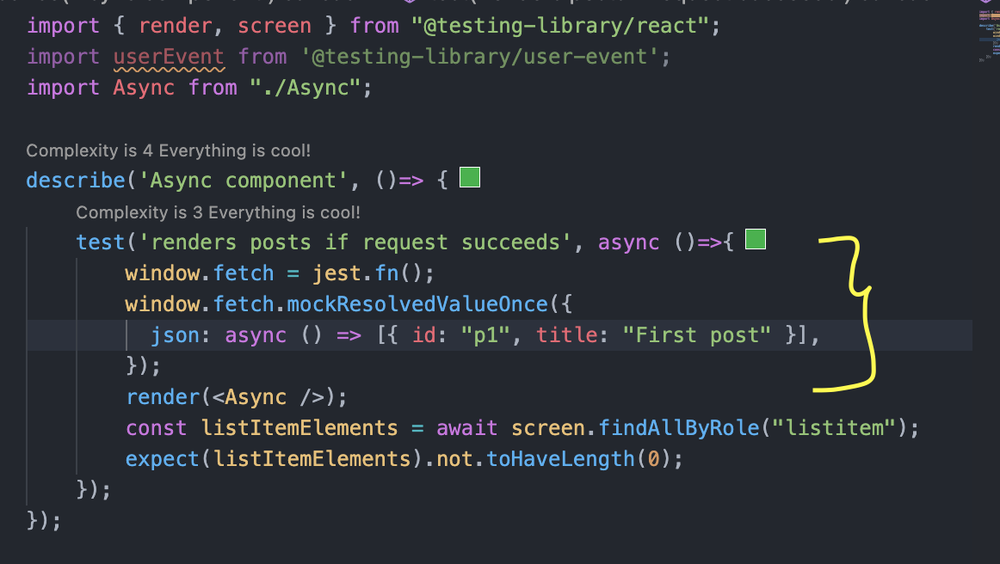 import { render, screen } from "@testing-library/react";
import userEvent from '@testing-library/user-event';
import Async from "./Async";
Complexity is 4 Everything is cool!
describe('Async component', ()=> {
Complexity is 3 Everything is cool!
test('renders posts if request succeeds', async ()=>{
window.fetch = jest.fn();
window.fetch.mockResolvedValueOnce({
json: async () => [{ id: "p1", title: "First post" }],
});
render(<Async />);
const listItemElements = await screen.findAllByRole("listitem");
expect(listItemElements).not.toHaveLength(0);
});
});